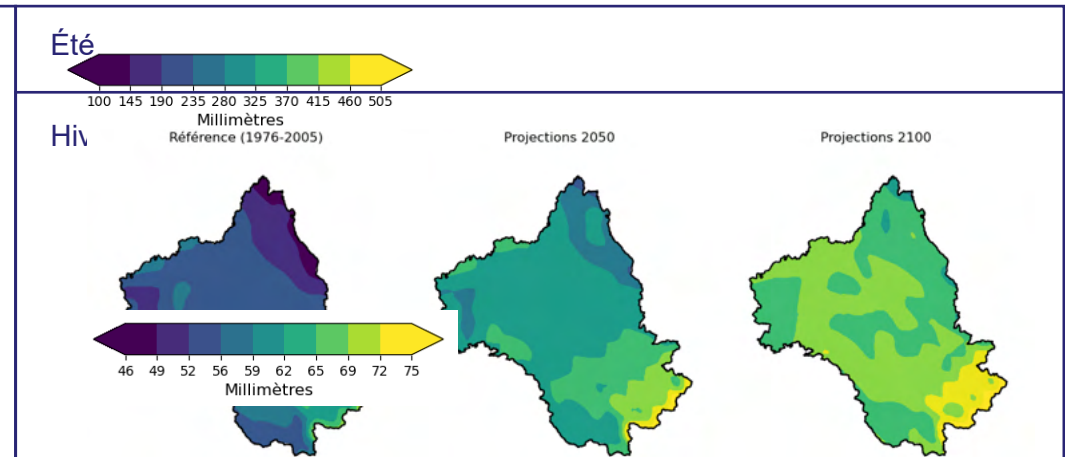 Été
100 145 190 235 280 325 370 415 460 505
Millimètres
Hiv
Référence (1976-2005) Projections 2050 Projections 2100
46 49 52 56 59 62 65 69 72 75
Millimètres